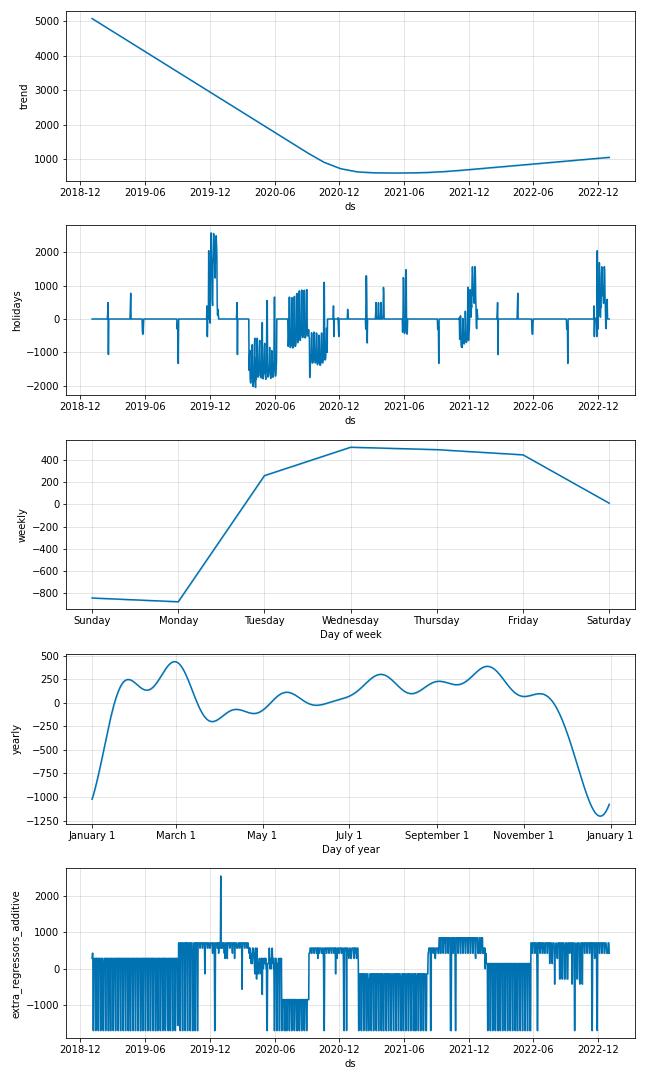 5000
4000
3000
2000
1000
trend
2018-12 2019-06 2019-12 2020-06 2020-12 2021-06 2021-12 2022-06 2022-12
ds
2000
1000
0
−1000
−2000
holidays
2018-12 2019-06 2019-12 2020-06 2020-12 2021-06 2021-12 2022-06 2022-12
ds
400
200
0
−200
−400
−600
−800
weekly
Sunday Monday Tuesday Wednesday Thursday Friday Saturday
Day of week
500
250
0
−250
−500
−750
−1000
−1250
yearly
January 1 March 1 May 1 July 1 September 1 November 1 January 1
Day of year
2000
1000
0
−1000
extra_regressors_additive
2018-12 2019-06 2019-12 2020-06 2020-12 2021-06 2021-12 2022-06 2022-12
ds